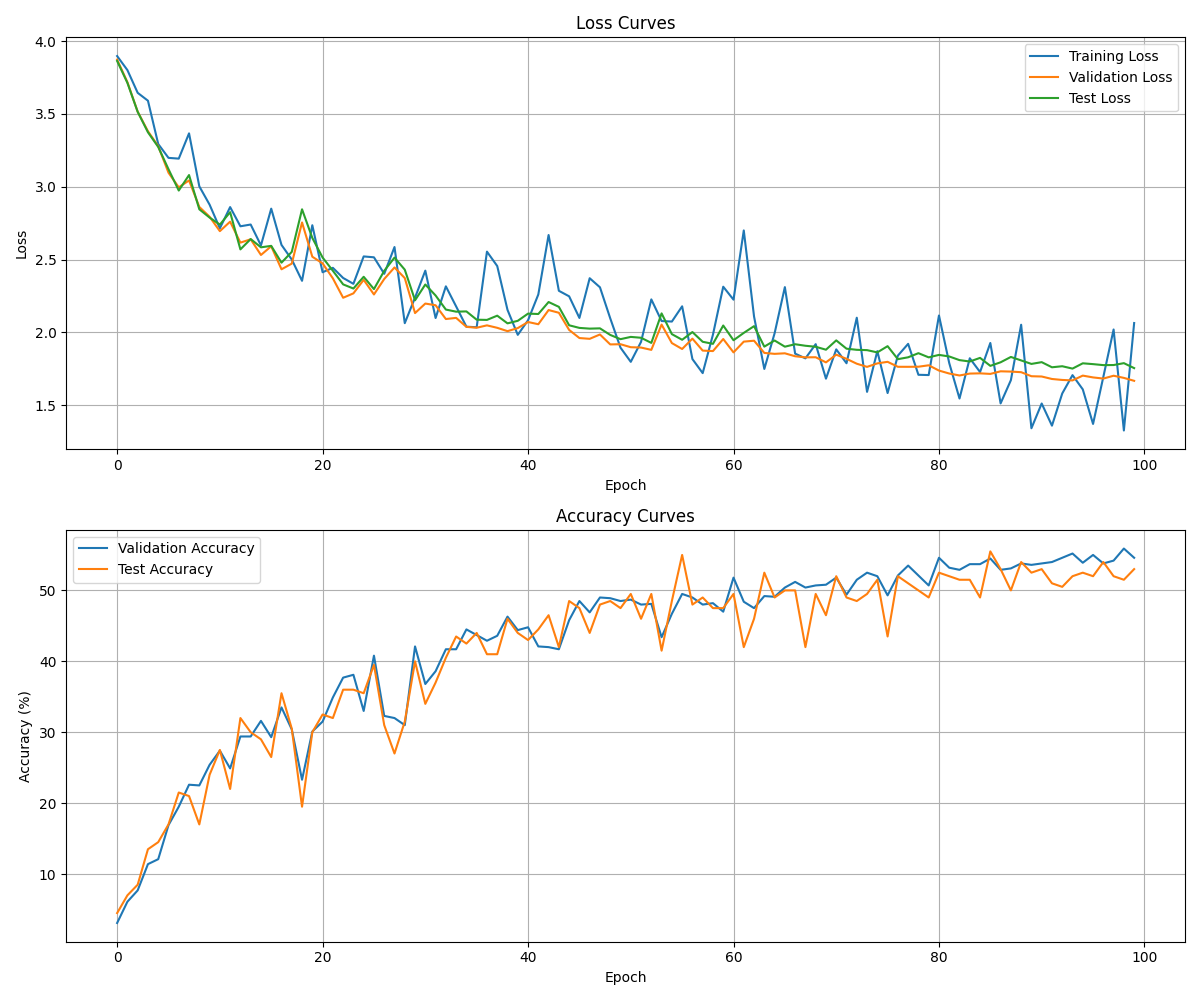 Loss Curves
4.0
3.5
3.0
2.5
2.0
1.5
Loss
Training Loss
Validation Loss
Test Loss
0 20 40 60 80 100
Epoch
Accuracy Curves
50
40
30
20
10
Accuracy (%)
Validation Accuracy
Test Accuracy
0 20 40 60 80 100
Epoch